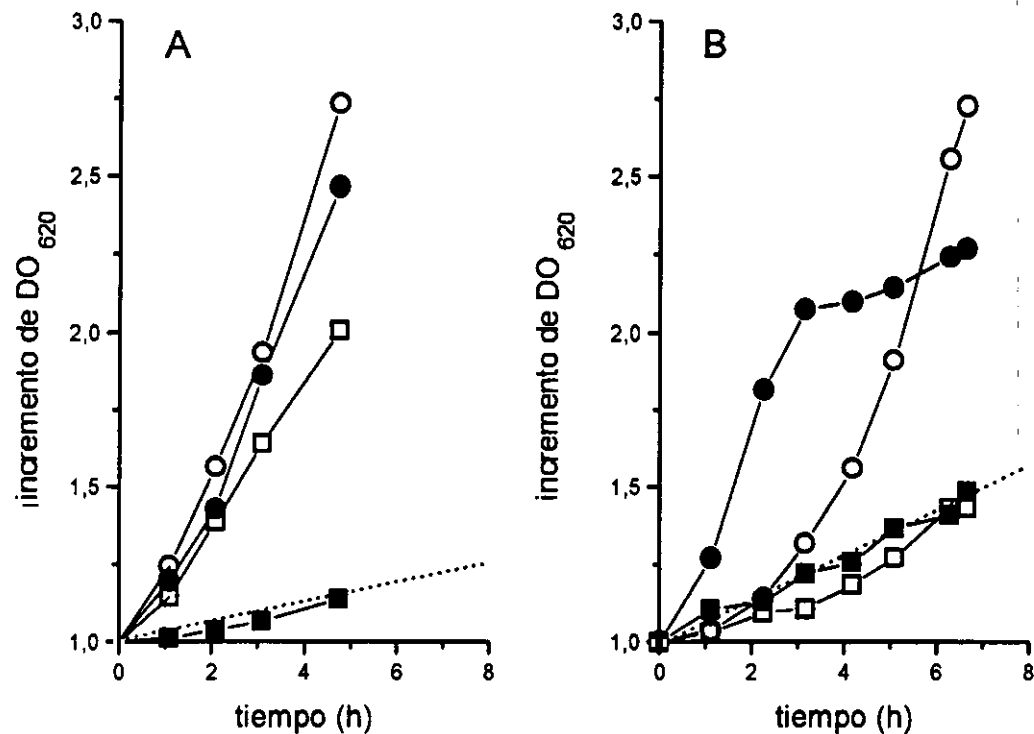 A
3,0
2,5
2,0
1,5
1,0
iincremento de DO620
0 2 4 6 8
tiempo (h)
B
3,0
2,5
2,0
1,5
1,0
incremento de DO620
0 2 4 6 8
tiempo (h)